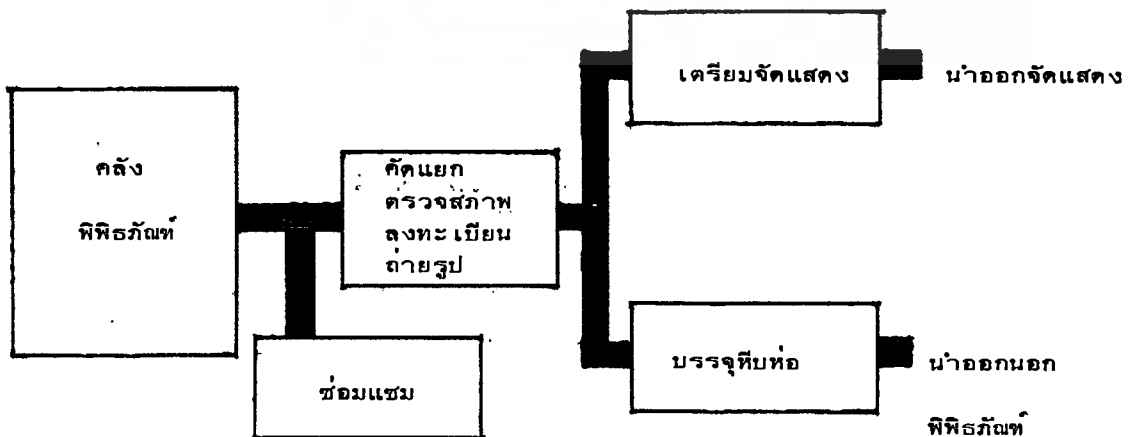 คลัง
พิพิธภัณฑ์
คัดแยก
ตรวจสภาพ
ลงทะเบียน
ถ่ายรูป
ซ่อมแซม
เตรียมจัดแสดง
นำออกจัดแสดง
บรรจุหีบห่อ
นำออกนอก
พิพิธภัณฑ์